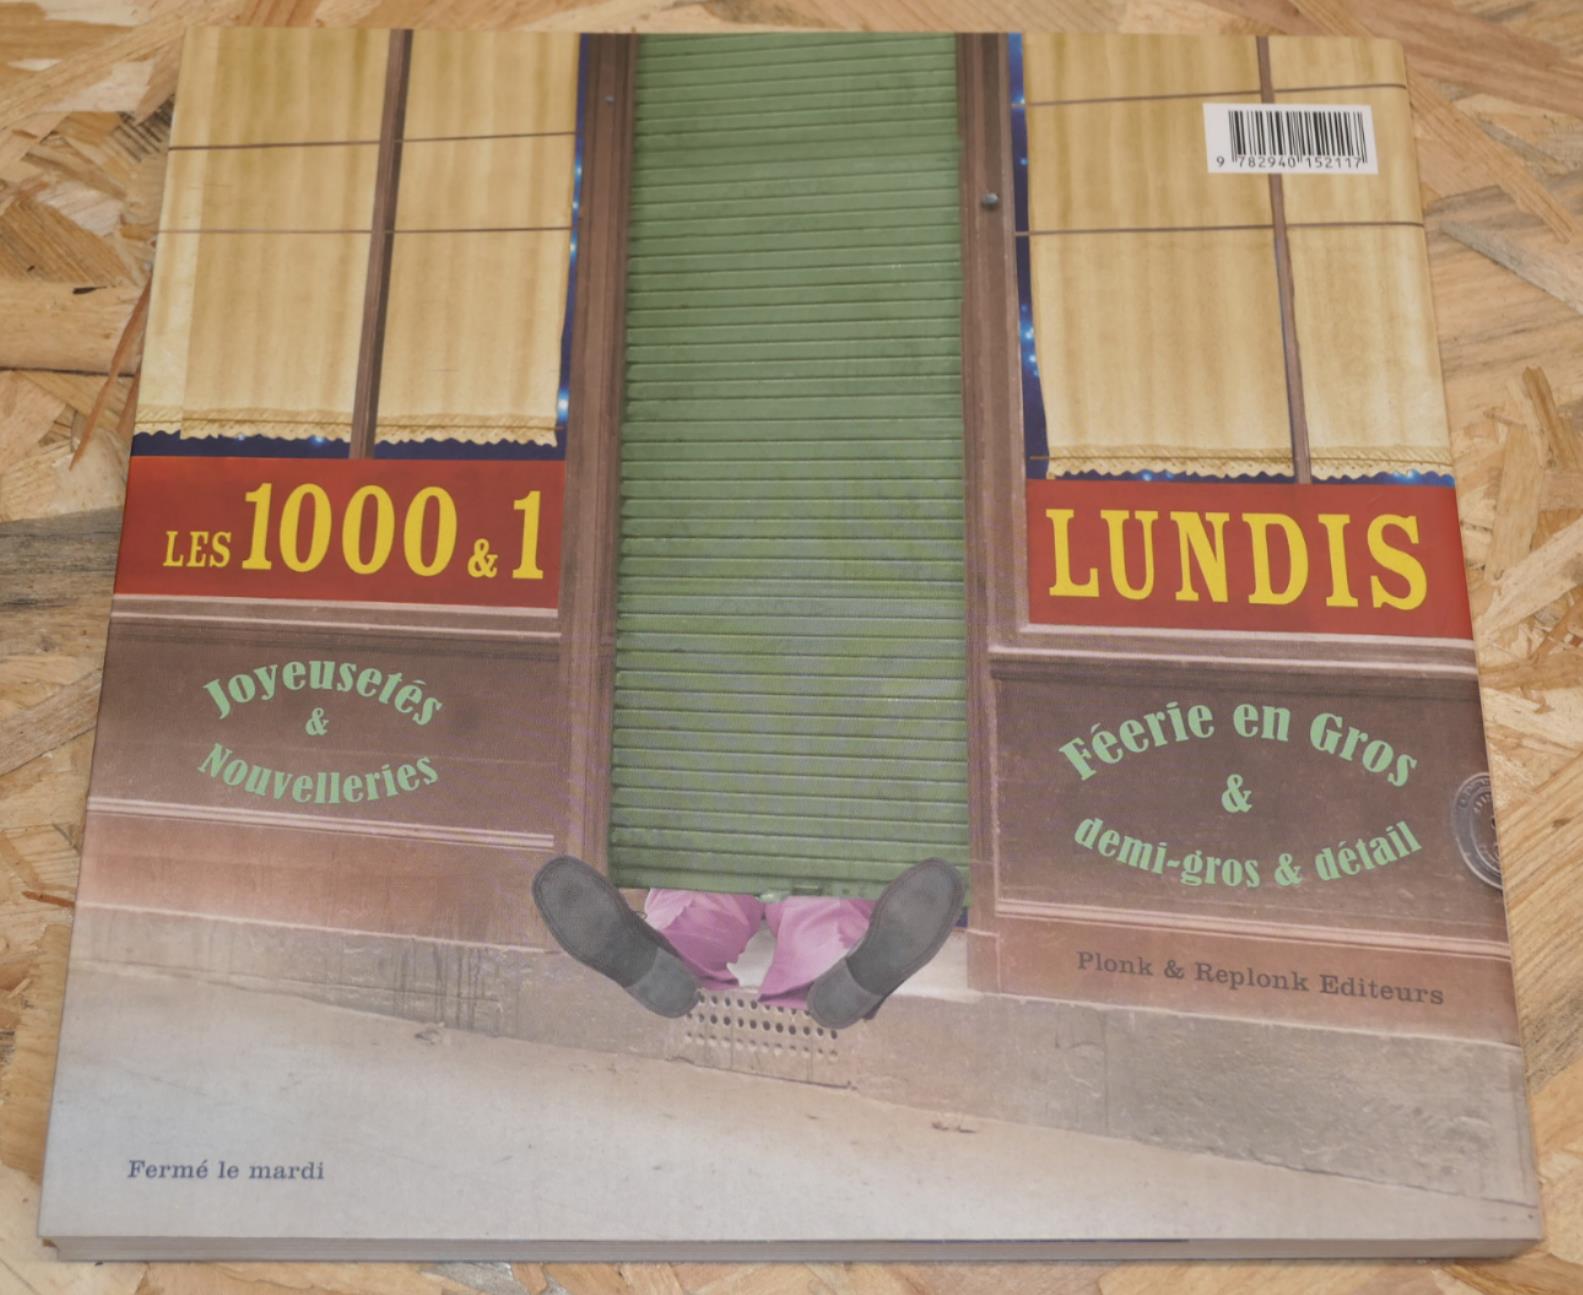 9 782940 152117
LES 1000 & 1
LUNDIS
Joyeusetés
&
Nouvelleries
Féerie en Gros
&
demi-gros & détail
Plonk & Replonk Editeurs
Fermé le mardi